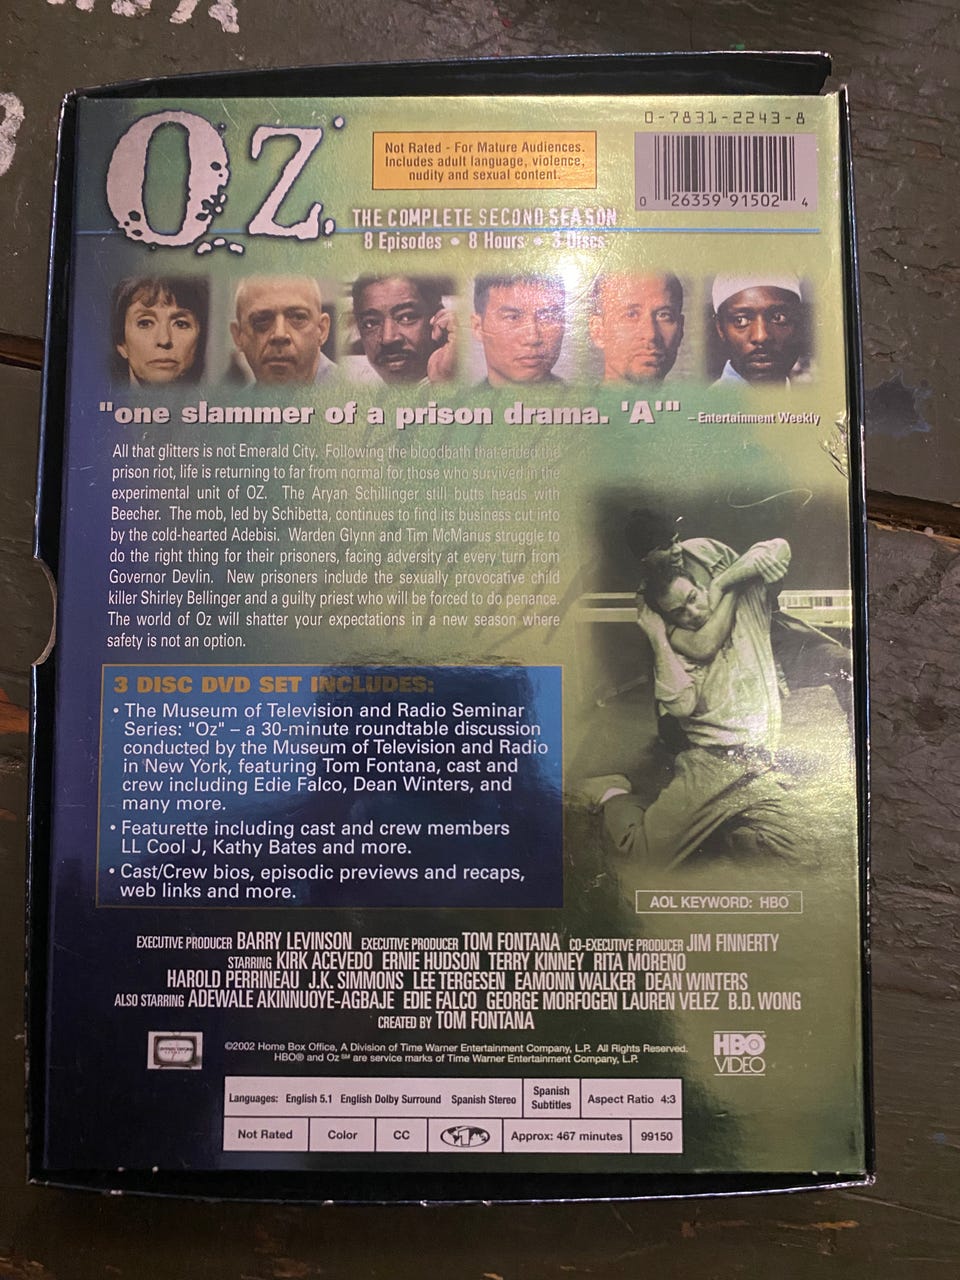 OZ.
Not Rated - For Mature Audiences.
Includes adult language, violence,
nudity and sexual content.
0-7831-2243-8
0 26359 91502 4
THE COMPLETE SECOND SEASON
8 Episodes • 8 Hours • 3 Discs
"one slammer of a prison drama. 'A'" – Entertainment Weekly
All that glitters is not Emerald City. Following the bloodbath that ended the
prison riot, life is returning to far from normal for those who survived in the
experimental unit of OZ. The Aryan Schillinger still butts heads with
Beecher. The mob, led by Schibetta, continues to find its business cut into
by the cold-hearted Adebisi. Warden Glynn and Tim McManus struggle to
do the right thing for their prisoners, facing adversity at every turn from
Governor Devlin. New prisoners include the sexually provocative child
killer Shirley Bellinger and a guilty priest who will be forced to do penance.
The world of Oz will shatter your expectations in a new season where
safety is not an option.
3 DISC DVD SET INCLUDES:
• The Museum of Television and Radio Seminar
Series: "Oz" – a 30-minute roundtable discussion
conducted by the Museum of Television and Radio
in New York, featuring Tom Fontana, cast and
crew including Edie Falco, Dean Winters, and
many more.
• Featurette including cast and crew members
LL Cool J, Kathy Bates and more.
• Cast/Crew bios, episodic previews and recaps,
web links and more.
AOL KEYWORD: HBO
EXECUTIVE PRODUCER BARRY LEVINSON EXECUTIVE PRODUCER TOM FONTANA CO-EXECUTIVE PRODUCER JIM FINNERTY
STARRING KIRK ACEVEDO ERNIE HUDSON TERRY KINNEY RITA MORENO
HAROLD PERRINEAU J.K. SIMMONS LEE TERGESEN EAMONN WALKER DEAN WINTERS
ALSO STARRING ADEWALE AKINNUOYE-AGBAJE EDIE FALCO GEORGE MORFOGEN LAUREN VELEZ B.D. WONG
CREATED BY TOM FONTANA
©2002 Home Box Office, A Division of Time Warner Entertainment Company, L.P. All Rights Reserved.
HBO® and Oz℠ are service marks of Time Warner Entertainment Company, L.P.
HBO®
VIDEO
Languages: English 5.1 English Dolby Surround Spanish Stereo
Spanish
Subtitles
Aspect Ratio 4:3
Not Rated
Color
CC
1
Approx: 467 minutes
99150